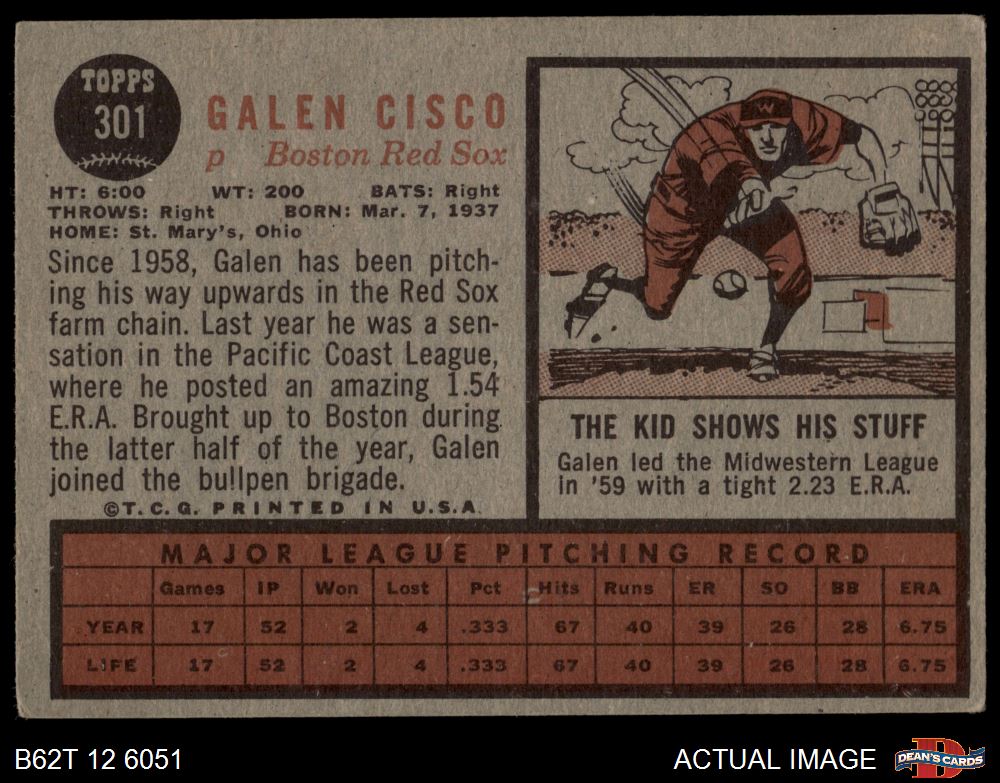 TOPPS
301
GALEN CISCO
p Boston Red Sox
HT: 6:00 WT: 200 BATS: Right
THROWS: Right BORN: Mar. 7, 1937
HOME: St. Mary's, Ohio
Since 1958, Galen has been pitch-
ing his way upwards in the Red Sox
farm chain. Last year he was a sen-
sation in the Pacific Coast League,
where he posted an amazing 1.54
E.R.A. Brought up to Boston during
the latter half of the year, Galen
joined the bullpen brigade.
©T.C.G. PRINTED IN U.S.A.
W
THE KID SHOWS HIS STUFF
Galen led the Midwestern League
in '59 with a tight 2.23 E.R.A.
MAJOR LEAGUE PITCHING RECORD
Games IP Won Lost Pct Hits Runs ER SO BB ERA
YEAR 17 52 2 4 .333 67 40 39 26 28 6.75
LIFE 17 52 2 4 .333 67 40 39 26 28 6.75
B62T 12 6051
ACTUAL IMAGE
D
DEAN'S CARDS